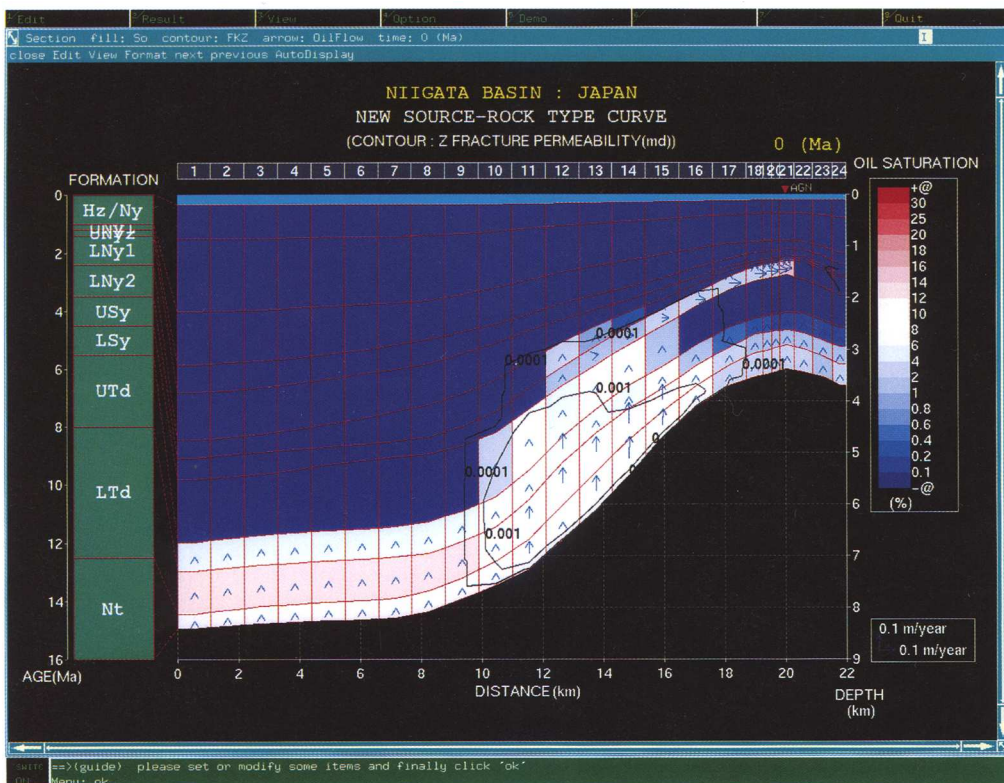 1 Edit 2 Result 3 View 4 Option 5 Demo 6 7 8 Quit
Section fill: So contour: FKZ arrow: OilFlow time: 0 (Ma) I
close Edit View Format next previous AutoDisplay
NIIGATA BASIN : JAPAN
NEW SOURCE-ROCK TYPE CURVE
(CONTOUR : Z FRACTURE PERMEABILITY(md))
0 (Ma)
FORMATION
1 2 3 4 5 6 7 8 9 10 11 12 13 14 15 16 17 18 21 22 23 24
OIL SATURATION
AGN
0 2 4 6 8 10 12 14 16
AGE(Ma)
Hz/Ny
LNy1
LNy2
USy
LSy
UTd
LTd
Nt
0.0001
0.0001
0.001
0.0001
0.0001
0.001
0 2 4 6 8 10 12 14 16 18 20 22
DISTANCE (km)
0 1 2 3 4 5 6 7 8 9
DEPTH
(km)
+@
30
25
20
18
16
14
12
10
8
6
4
2
1
0.8
0.6
0.4
0.2
0.1
-@
(%)
0.1 m/year
0.1 m/year
==>(guide) please set or modify some items and finally click 'ok'
Menu: ok